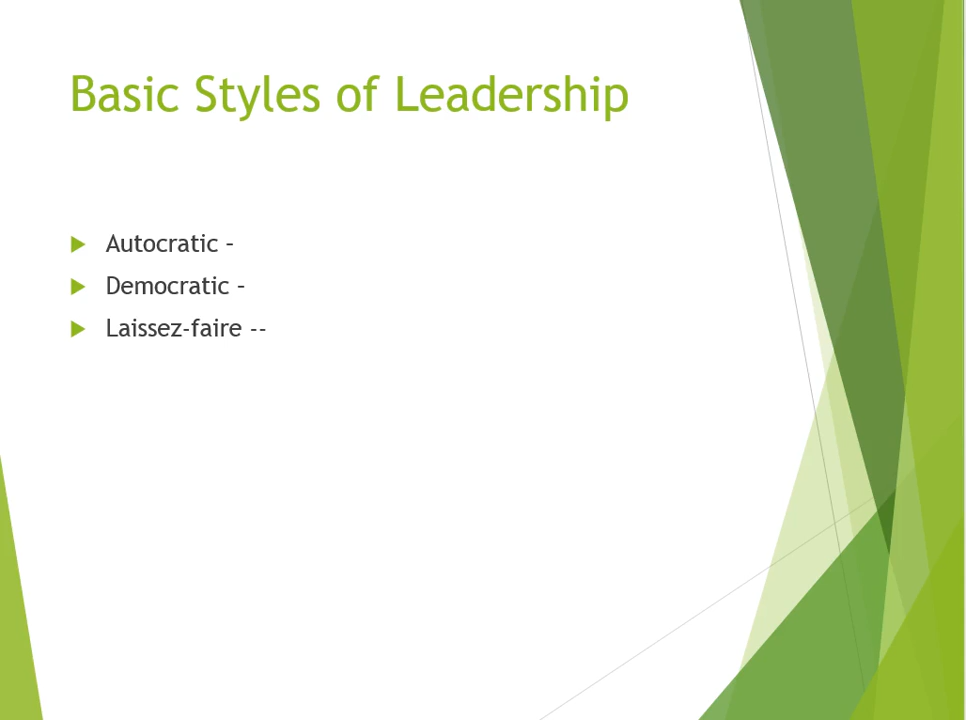 Basic Styles of Leadership
Autocratic –
Democratic –
Laissez-faire --